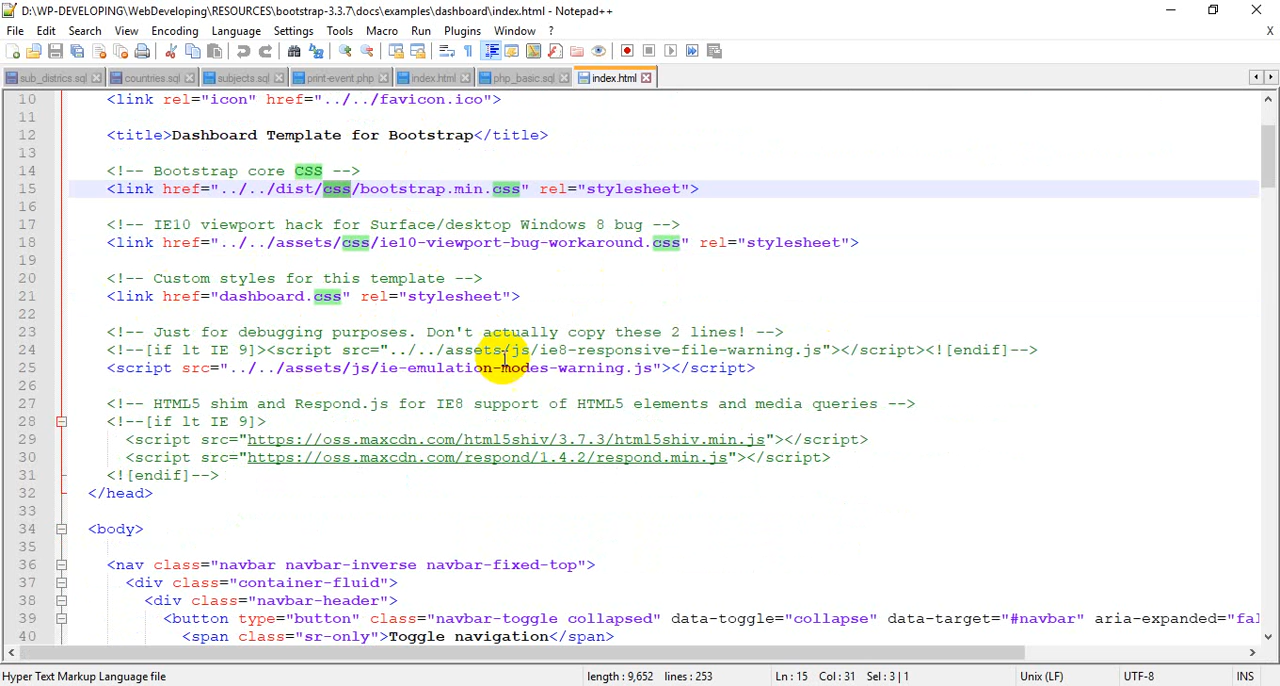 D:\WP-DEVELOPING\WebDeveloping\RESOURCES\bootstrap-3.3.7\docs\examples\dashboard\index.html - Notepad++
File Edit Search View Encoding Language Settings Tools Macro Run Plugins Window ? X
sub_districs.sql countries.sql subjects.sql print-event.php index.html php_basic.sql index.html
10 <link rel="icon" href="../../favicon.ico">
11
12 <title>Dashboard Template for Bootstrap</title>
13
14 <!-- Bootstrap core CSS -->
15 <link href="../../dist/css/bootstrap.min.css" rel="stylesheet">
16
17 <!-- IE10 viewport hack for Surface/desktop Windows 8 bug -->
18 <link href="../../assets/css/ie10-viewport-bug-workaround.css" rel="stylesheet">
19
20 <!-- Custom styles for this template -->
21 <link href="dashboard.css" rel="stylesheet">
22
23 <!-- Just for debugging purposes. Don't actually copy these 2 lines! -->
24 <!--[if lt IE 9]><script src="../../assets/js/ie8-responsive-file-warning.js"></script><![endif]-->
25 <script src="../../assets/js/ie-emulation-modes-warning.js"></script>
26
27 <!-- HTML5 shim and Respond.js for IE8 support of HTML5 elements and media queries -->
28 <!--[if lt IE 9]>
29 <script src="https://oss.maxcdn.com/html5shiv/3.7.3/html5shiv.min.js"></script>
30 <script src="https://oss.maxcdn.com/respond/1.4.2/respond.min.js"></script>
31 <![endif]-->
32 </head>
33
34 <body>
35
36 <nav class="navbar navbar-inverse navbar-fixed-top">
37 <div class="container-fluid">
38 <div class="navbar-header">
39 <button type="button" class="navbar-toggle collapsed" data-toggle="collapse" data-target="#navbar" aria-expanded="fal
40 <span class="sr-only">Toggle navigation</span>
Hyper Text Markup Language file length : 9,652 lines : 253 Ln : 15 Col : 31 Sel : 3 | 1 Unix (LF) UTF-8 INS